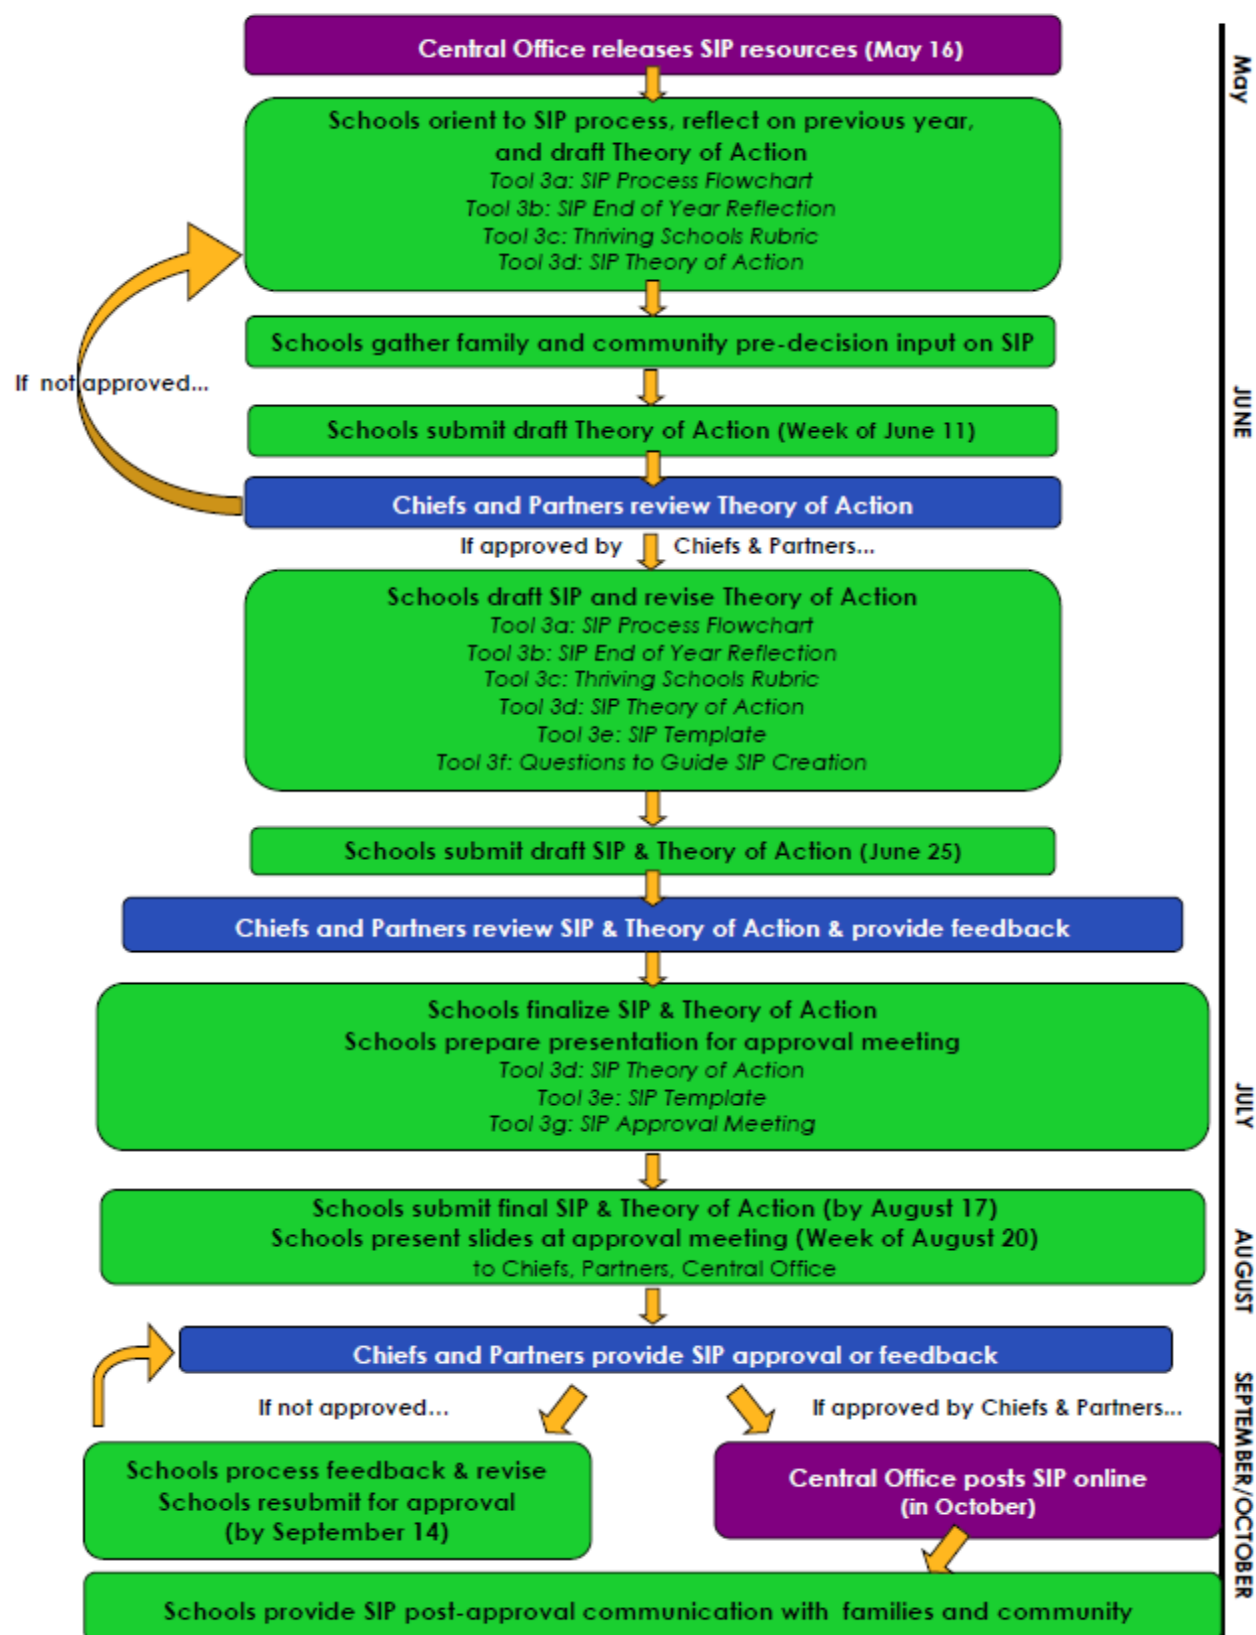 Central Office releases SIP resources (May 16)
May
Schools orient to SIP process, reflect on previous year,
and draft Theory of Action
Tool 3a: SIP Process Flowchart
Tool 3b: SIP End of Year Reflection
Tool 3c: Thriving Schools Rubric
Tool 3d: SIP Theory of Action
Schools gather family and community pre-decision input on SIP
If not approved...
JUNE
Schools submit draft Theory of Action (Week of June 11)
Chiefs and Partners review Theory of Action
If approved by Chiefs & Partners...
Schools draft SIP and revise Theory of Action
Tool 3a: SIP Process Flowchart
Tool 3b: SIP End of Year Reflection
Tool 3c: Thriving Schools Rubric
Tool 3d: SIP Theory of Action
Tool 3e: SIP Template
Tool 3f: Questions to Guide SIP Creation
Schools submit draft SIP & Theory of Action (June 25)
Chiefs and Partners review SIP & Theory of Action & provide feedback
Schools finalize SIP & Theory of Action
Schools prepare presentation for approval meeting
Tool 3d: SIP Theory of Action
Tool 3e: SIP Template
Tool 3g: SIP Approval Meeting
JULY
Schools submit final SIP & Theory of Action (by August 17)
Schools present slides at approval meeting (Week of August 20)
to Chiefs, Partners, Central Office
AUGUST
Chiefs and Partners provide SIP approval or feedback
If not approved...
If approved by Chiefs & Partners...
SEPTEMBER/OCTOBER
Schools process feedback & revise
Schools resubmit for approval
(by September 14)
Central Office posts SIP online
(in October)
Schools provide SIP post-approval communication with families and community